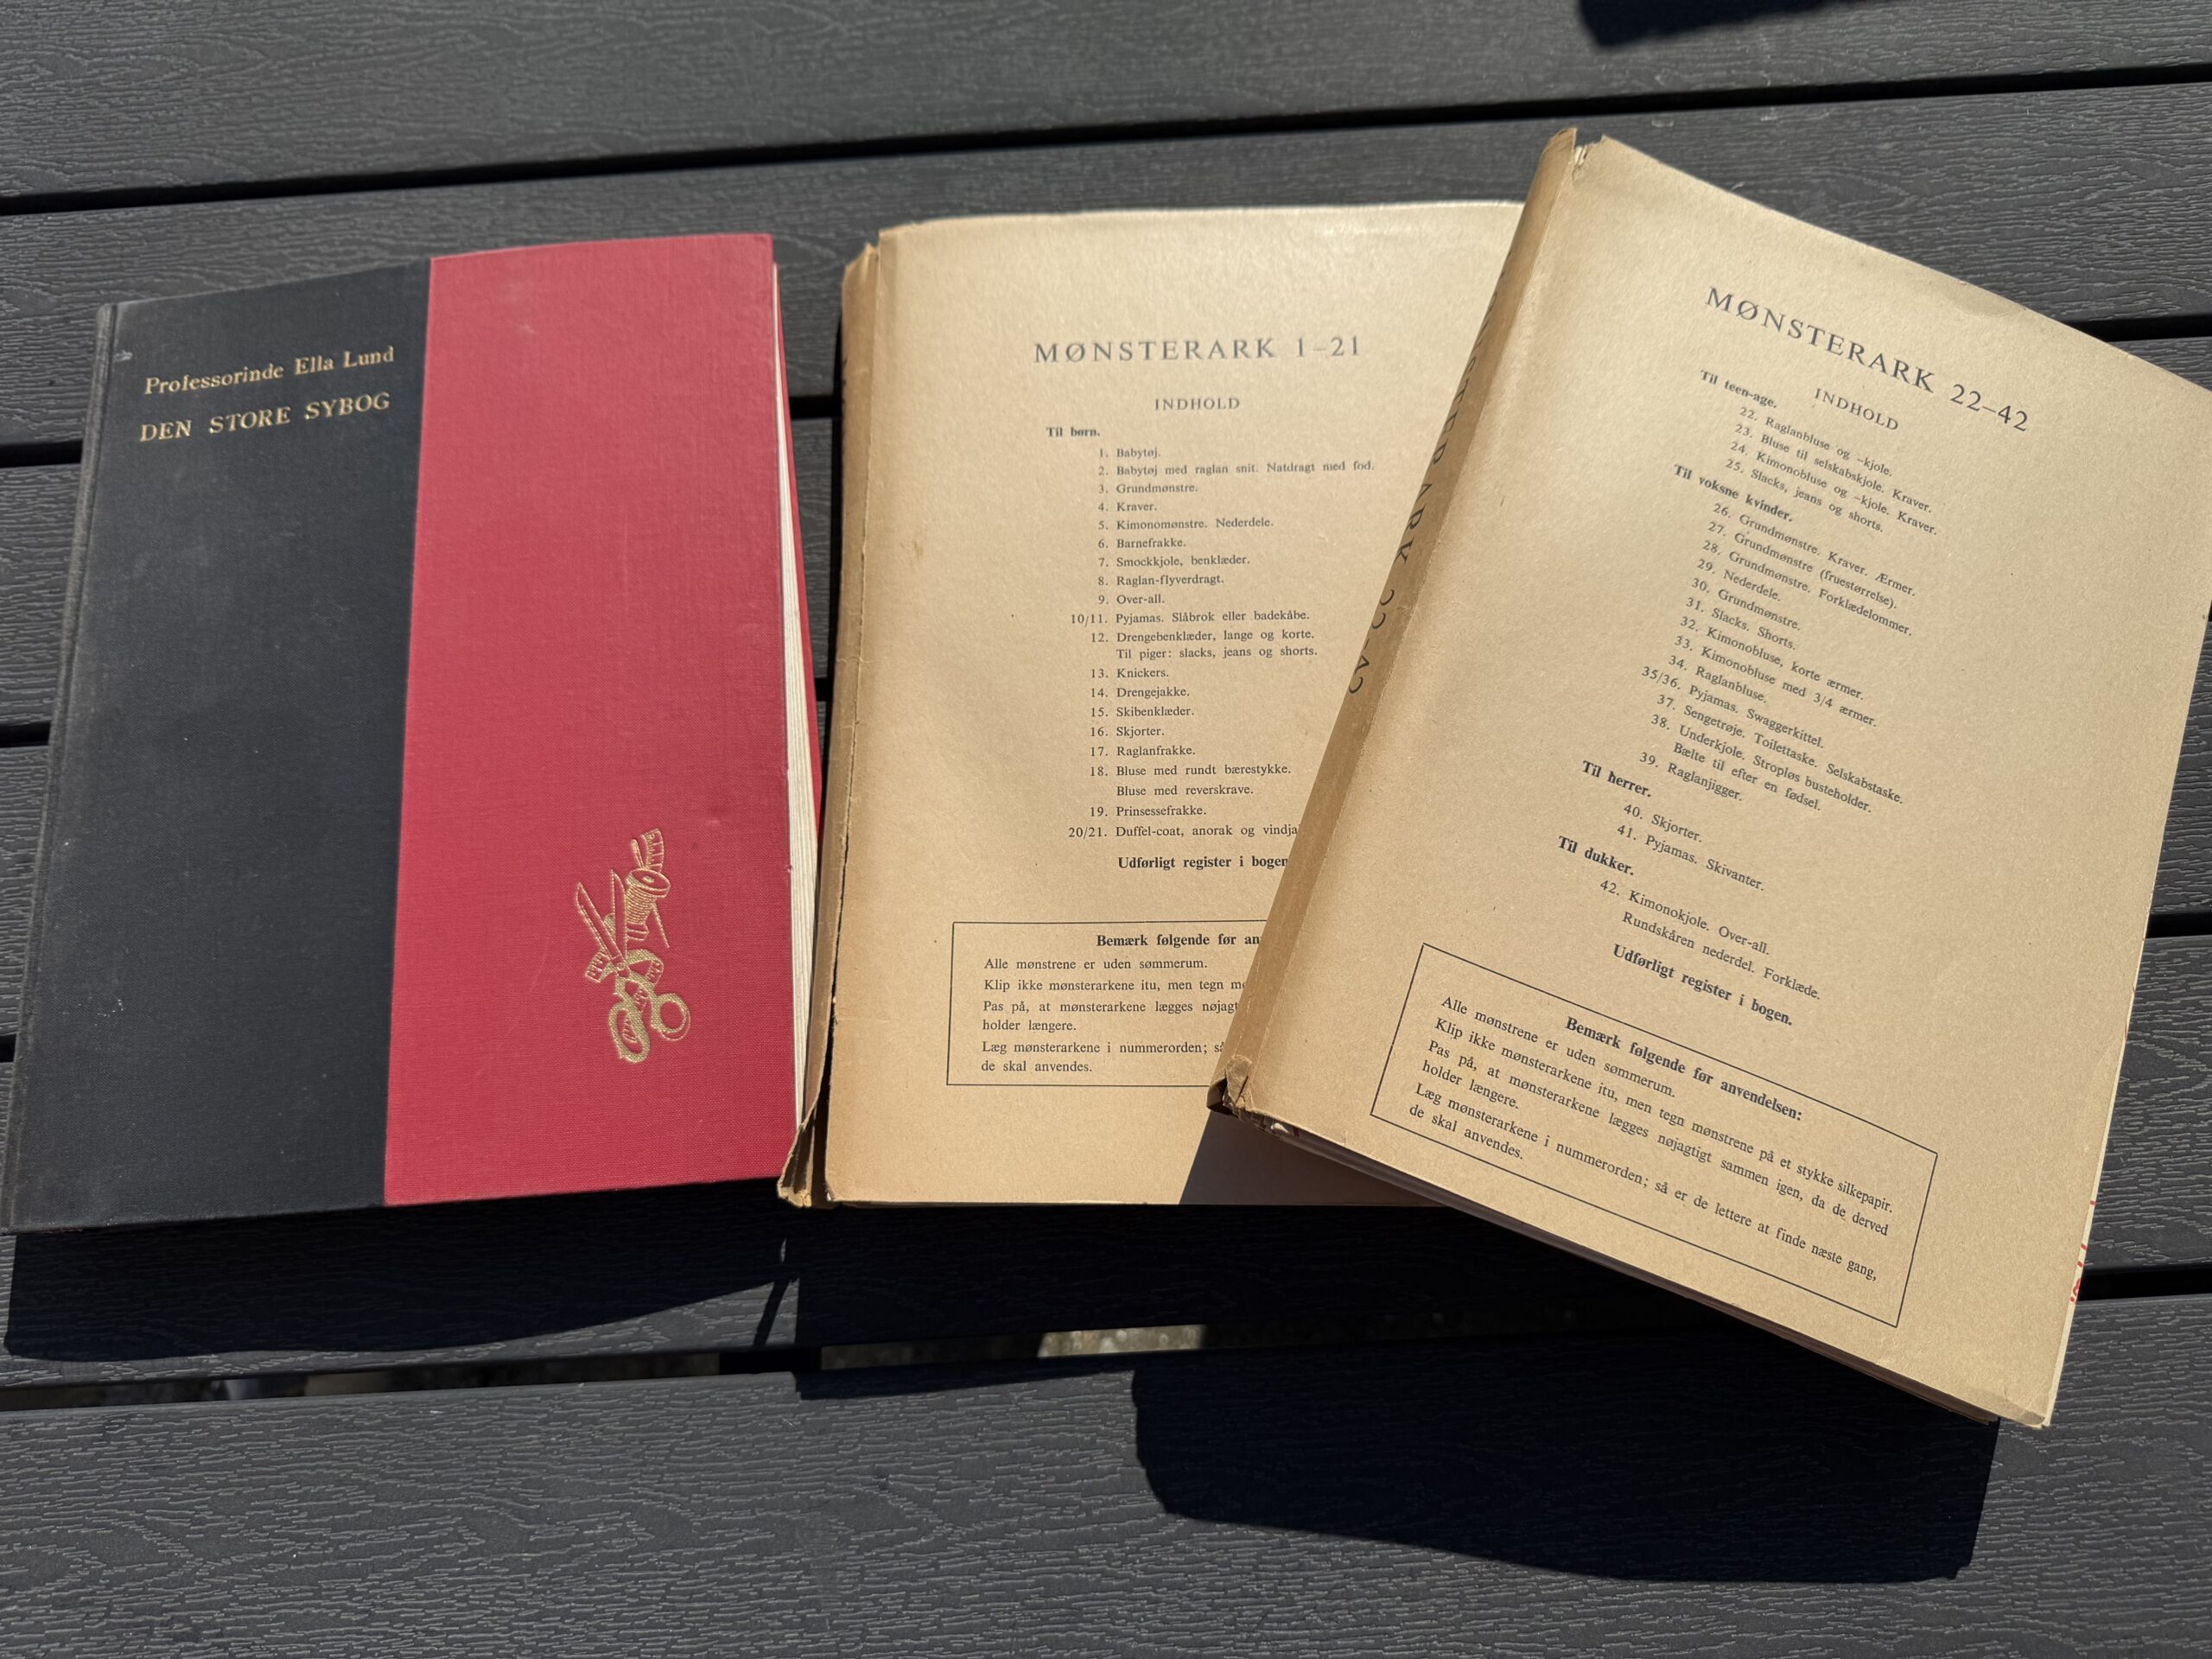 Professorinde Ella Lund
DEN STORE SYBOG
MØNSTERARK 1–21
INDHOLD
Til børn.
1. Babytøj.
2. Babytøj med raglan snit. Natdragt med fod.
3. Grundmønstre.
4. Kraver.
5. Kimonomønstre. Nederdele.
6. Barnefrakke.
7. Smockkjole, benklæder.
8. Raglan-flyverdragt.
9. Over-all.
10/11. Pyjamas. Slåbrok eller badekåbe.
12. Drengebenklæder, lange og korte.
Til piger: slacks, jeans og shorts.
13. Knickers.
14. Drengejakke.
15. Skibenklæder.
16. Skjorter.
17. Raglanfrakke.
18. Bluse med rundt bærestykke.
Bluse med reverskrave.
19. Prinsessefrakke.
20/21. Duffel-coat, anorak og vindja
Udførligt register i bogen
Bemærk følgende før an
Alle mønstrene er uden sømmerum.
Klip ikke mønsterarkene itu, men tegn m
Pas på, at mønsterarkene lægges nøjagt
holder længere.
Læg mønsterarkene i nummerorden; så
de skal anvendes.
MØNSTERARK 22–42
MØNSTERARK 22–42
INDHOLD
Til teen-age.
22. Raglanbluse og –kjole.
23. Bluse til selskabskjole. Kraver.
24. Kimonobluse og –kjole. Kraver.
25. Slacks, jeans og shorts.
Til voksne kvinder.
26. Grundmønstre. Kraver. Ærmer.
27. Grundmønstre (fruestørrelse).
28. Grundmønstre. Forklædelommer.
29. Nederdele.
30. Grundmønstre.
31. Slacks. Shorts.
32. Kimonobluse, korte ærmer.
33. Kimonobluse med 3/4 ærmer.
34. Raglanbluse.
35/36. Pyjamas. Swaggerkittel.
37. Sengetrøje. Toilettaske. Selskabstaske.
38. Underkjole. Stropløs busteholder.
Bælte til efter en fødsel.
39. Raglanjigger.
Til herrer.
40. Skjorter.
41. Pyjamas. Skivanter.
Til dukker.
42. Kimonokjole. Over-all.
Rundskåren nederdel. Forklæde.
Udførligt register i bogen.
Bemærk følgende før anvendelsen:
Alle mønstrene er uden sømmerum.
Klip ikke mønsterarkene itu, men tegn mønstrene på et stykke silkepapir.
Pas på, at mønsterarkene lægges nøjagtigt sammen igen, da de derved
holder længere.
Læg mønsterarkene i nummerorden; så er de lettere at finde næste gang,
de skal anvendes.